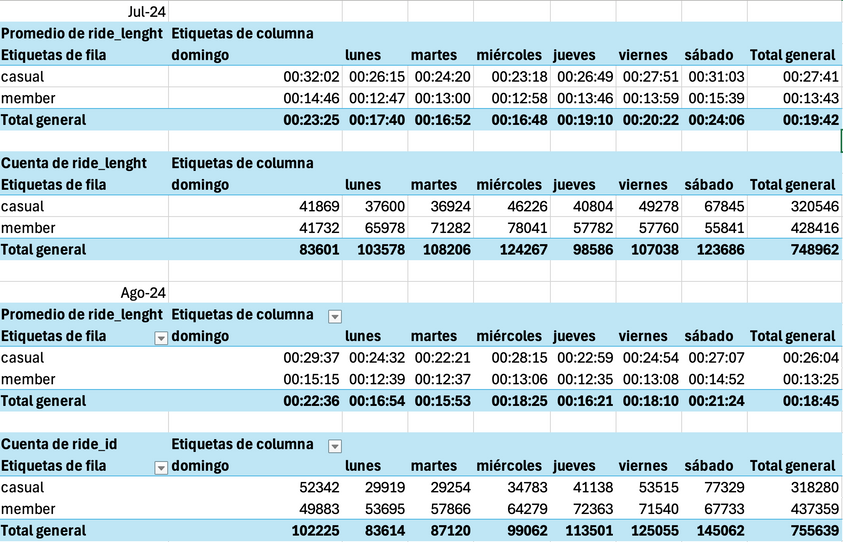 Jul-24
Promedio de ride_lenght Etiquetas de columna
Etiquetas de fila domingo lunes martes miércoles jueves viernes sábado Total general
casual 00:32:02 00:26:15 00:24:20 00:23:18 00:26:49 00:27:51 00:31:03 00:27:41
member 00:14:46 00:12:47 00:13:00 00:12:58 00:13:46 00:13:59 00:15:39 00:13:43
Total general 00:23:25 00:17:40 00:16:52 00:16:48 00:19:10 00:20:22 00:24:06 00:19:42
Cuenta de ride_lenght Etiquetas de columna
Etiquetas de fila domingo lunes martes miércoles jueves viernes sábado Total general
casual 41869 37600 36924 46226 40804 49278 67845 320546
member 41732 65978 71282 78041 57782 57760 55841 428416
Total general 83601 103578 108206 124267 98586 107038 123686 748962
Ago-24
Promedio de ride_lenght Etiquetas de columna
Etiquetas de fila domingo lunes martes miércoles jueves viernes sábado Total general
casual 00:29:37 00:24:32 00:22:21 00:28:15 00:22:59 00:24:54 00:27:07 00:26:04
member 00:15:15 00:12:39 00:12:37 00:13:06 00:12:35 00:13:08 00:14:52 00:13:25
Total general 00:22:36 00:16:54 00:15:53 00:18:25 00:16:21 00:18:10 00:21:24 00:18:45
Cuenta de ride_id Etiquetas de columna
Etiquetas de fila domingo lunes martes miércoles jueves viernes sábado Total general
casual 52342 29919 29254 34783 41138 53515 77329 318280
member 49883 53695 57866 64279 72363 71540 67733 437359
Total general 102225 83614 87120 99062 113501 125055 145062 755639